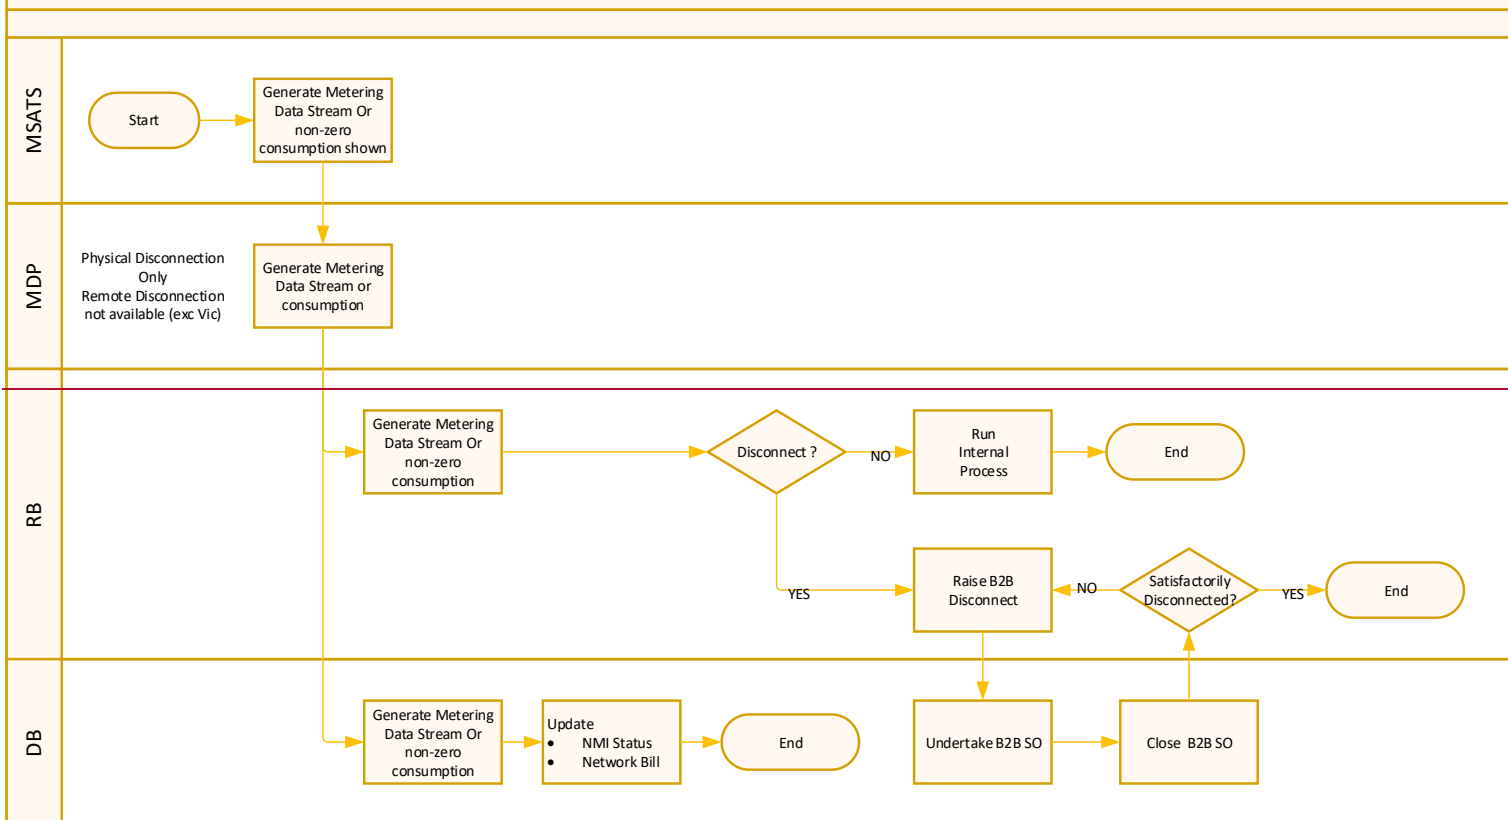 MSATS
Start
Generate Metering
Data Stream Or
non-zero
consumption shown
MDP
Physical Disconnection
Only
Remote Disconnection
not available (exc Vic)
Generate Metering
Data Stream or
consumption
RB
Generate Metering
Data Stream Or
non-zero
consumption
Disconnect ?
NO
Run
Internal
Process
End
YES
Raise B2B
Disconnect
NO
Satisfactorily
Disconnected?
YES
End
DB
Generate Metering
Data Stream Or
non-zero
consumption
Update
• NMI Status
• Network Bill
End
Undertake B2B SO
Close B2B SO